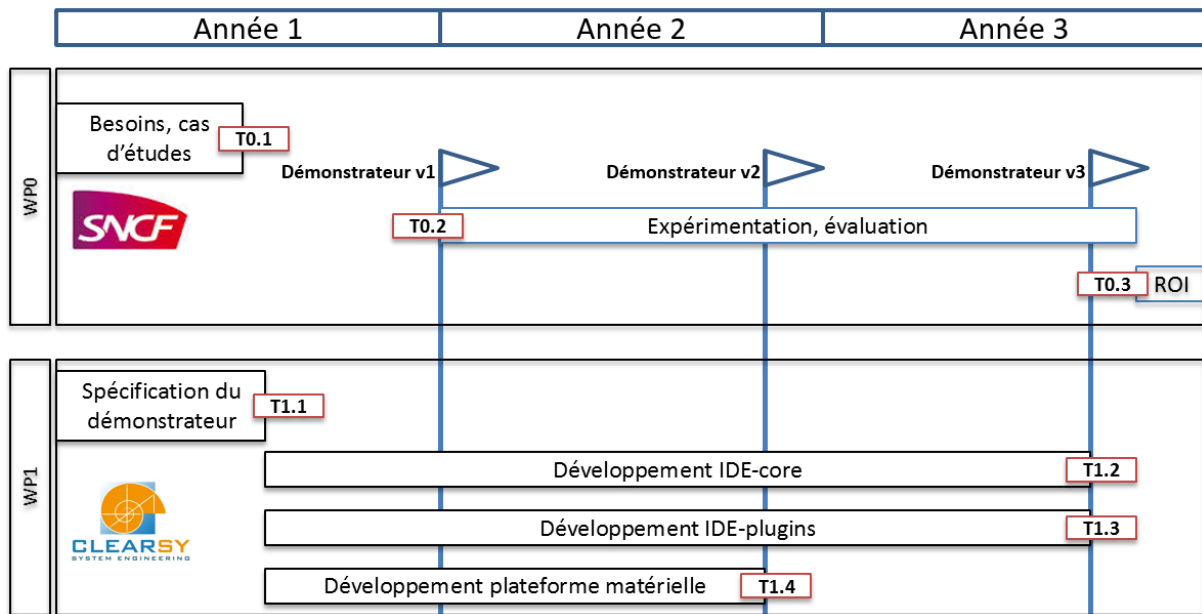 Année 1
Année 2
Année 3
WP0
Besoins, cas
d'études
T0.1
SNCF
Démonstrateur v1
Démonstrateur v2
Démonstrateur v3
T0.2
Expérimentation, évaluation
T0.3
ROI
WP1
Spécification du
démonstrateur
T1.1
Développement IDE-core
T1.2
CLEARSY
SYSTEM ENGINEERING
Développement IDE-plugins
T1.3
Développement plateforme matérielle
T1.4